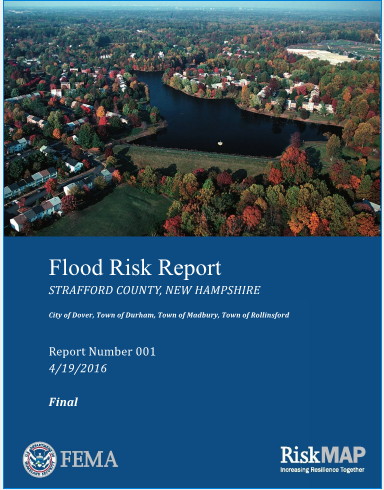 Flood Risk Report
STRAFFORD COUNTY, NEW HAMPSHIRE
City of Dover, Town of Durham, Town of Madbury, Town of Rollinsford
Report Number 001
4/19/2016
Final
FEMA
RiskMAP
Increasing Resilience Together